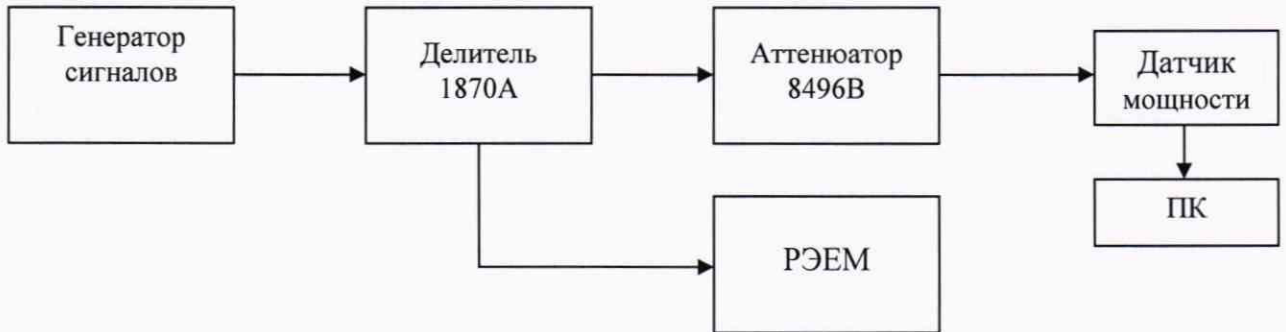 Генератор
сигналов
Делитель
1870А
Аттенюатор
8496В
Датчик
мощности
ПК
РЭЕМ